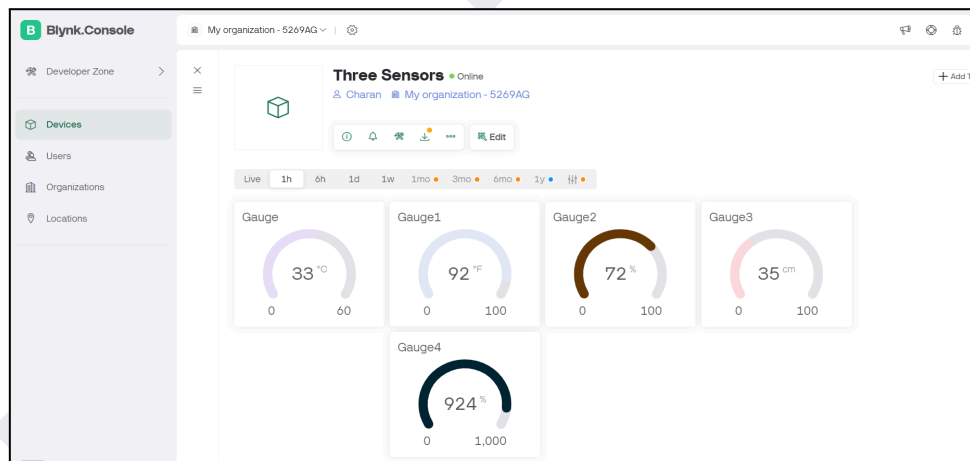 B Blynk.Console
My organization - 5269AG
Developer Zone
Devices
Users
Organizations
Locations
Three Sensors Online
Charan My organization - 5269AG
+ Add T
Edit
Live 1h 6h 1d 1w 1mo 3mo 6mo 1y
Gauge
33 °C
0 60
Gauge1
92 °F
0 100
Gauge2
72 %
0 100
Gauge3
35 cm
0 100
Gauge4
924 %
0 1,000